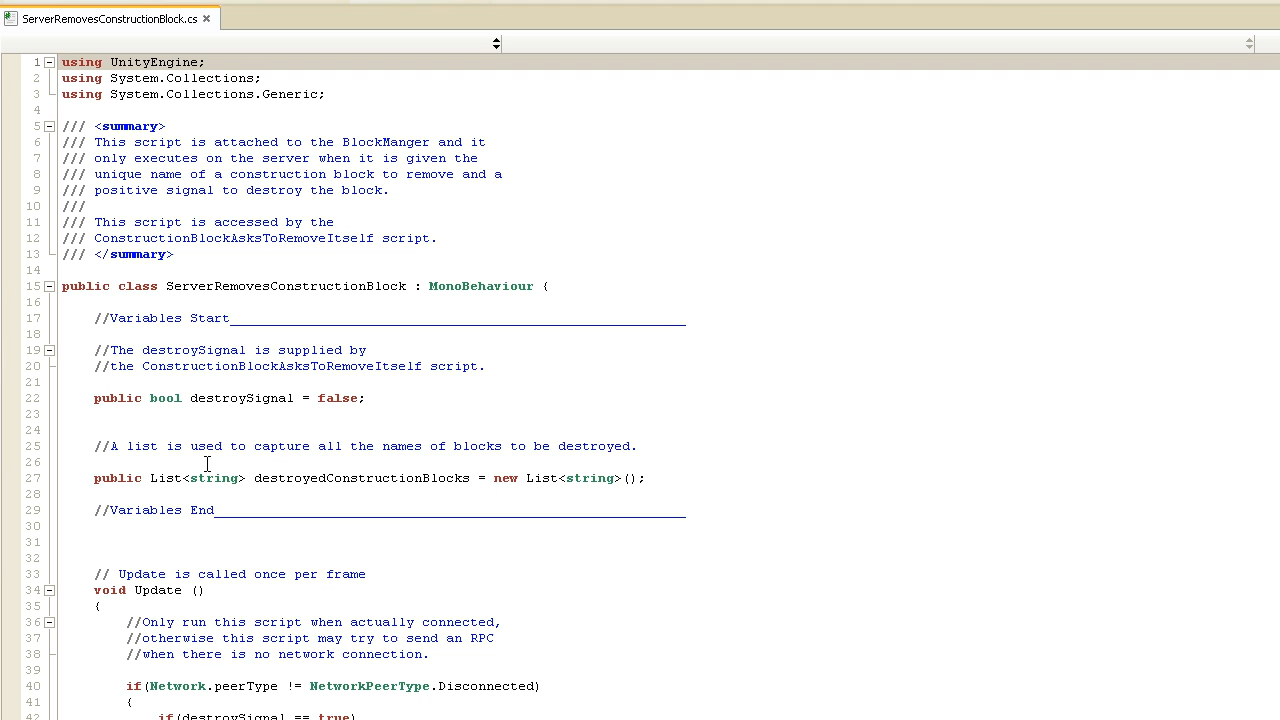 ServerRemovesConstructionBlock.cs ×
1 using UnityEngine;
2 using System.Collections;
3 using System.Collections.Generic;
4
5 /// <summary>
6 /// This script is attached to the BlockManger and it
7 /// only executes on the server when it is given the
8 /// unique name of a construction block to remove and a
9 /// positive signal to destroy the block.
10 ///
11 /// This script is accessed by the
12 /// ConstructionBlockAsksToRemoveItself script.
13 /// </summary>
14
15 public class ServerRemovesConstructionBlock : MonoBehaviour {
16
17 //Variables Start_________________________________________________________
18
19 //The destroySignal is supplied by
20 //the ConstructionBlockAsksToRemoveItself script.
21
22 public bool destroySignal = false;
23
24
25 //A list is used to capture all the names of blocks to be destroyed.
26
27 public List<string> destroyedConstructionBlocks = new List<string>();
28
29 //Variables End___________________________________________________________
30
31
32
33 // Update is called once per frame
34 void Update ()
35 {
36 //Only run this script when actually connected,
37 //otherwise this script may try to send an RPC
38 //when there is no network connection.
39
40 if(Network.peerType != NetworkPeerType.Disconnected)
41 {
42 if(destroySignal == true)